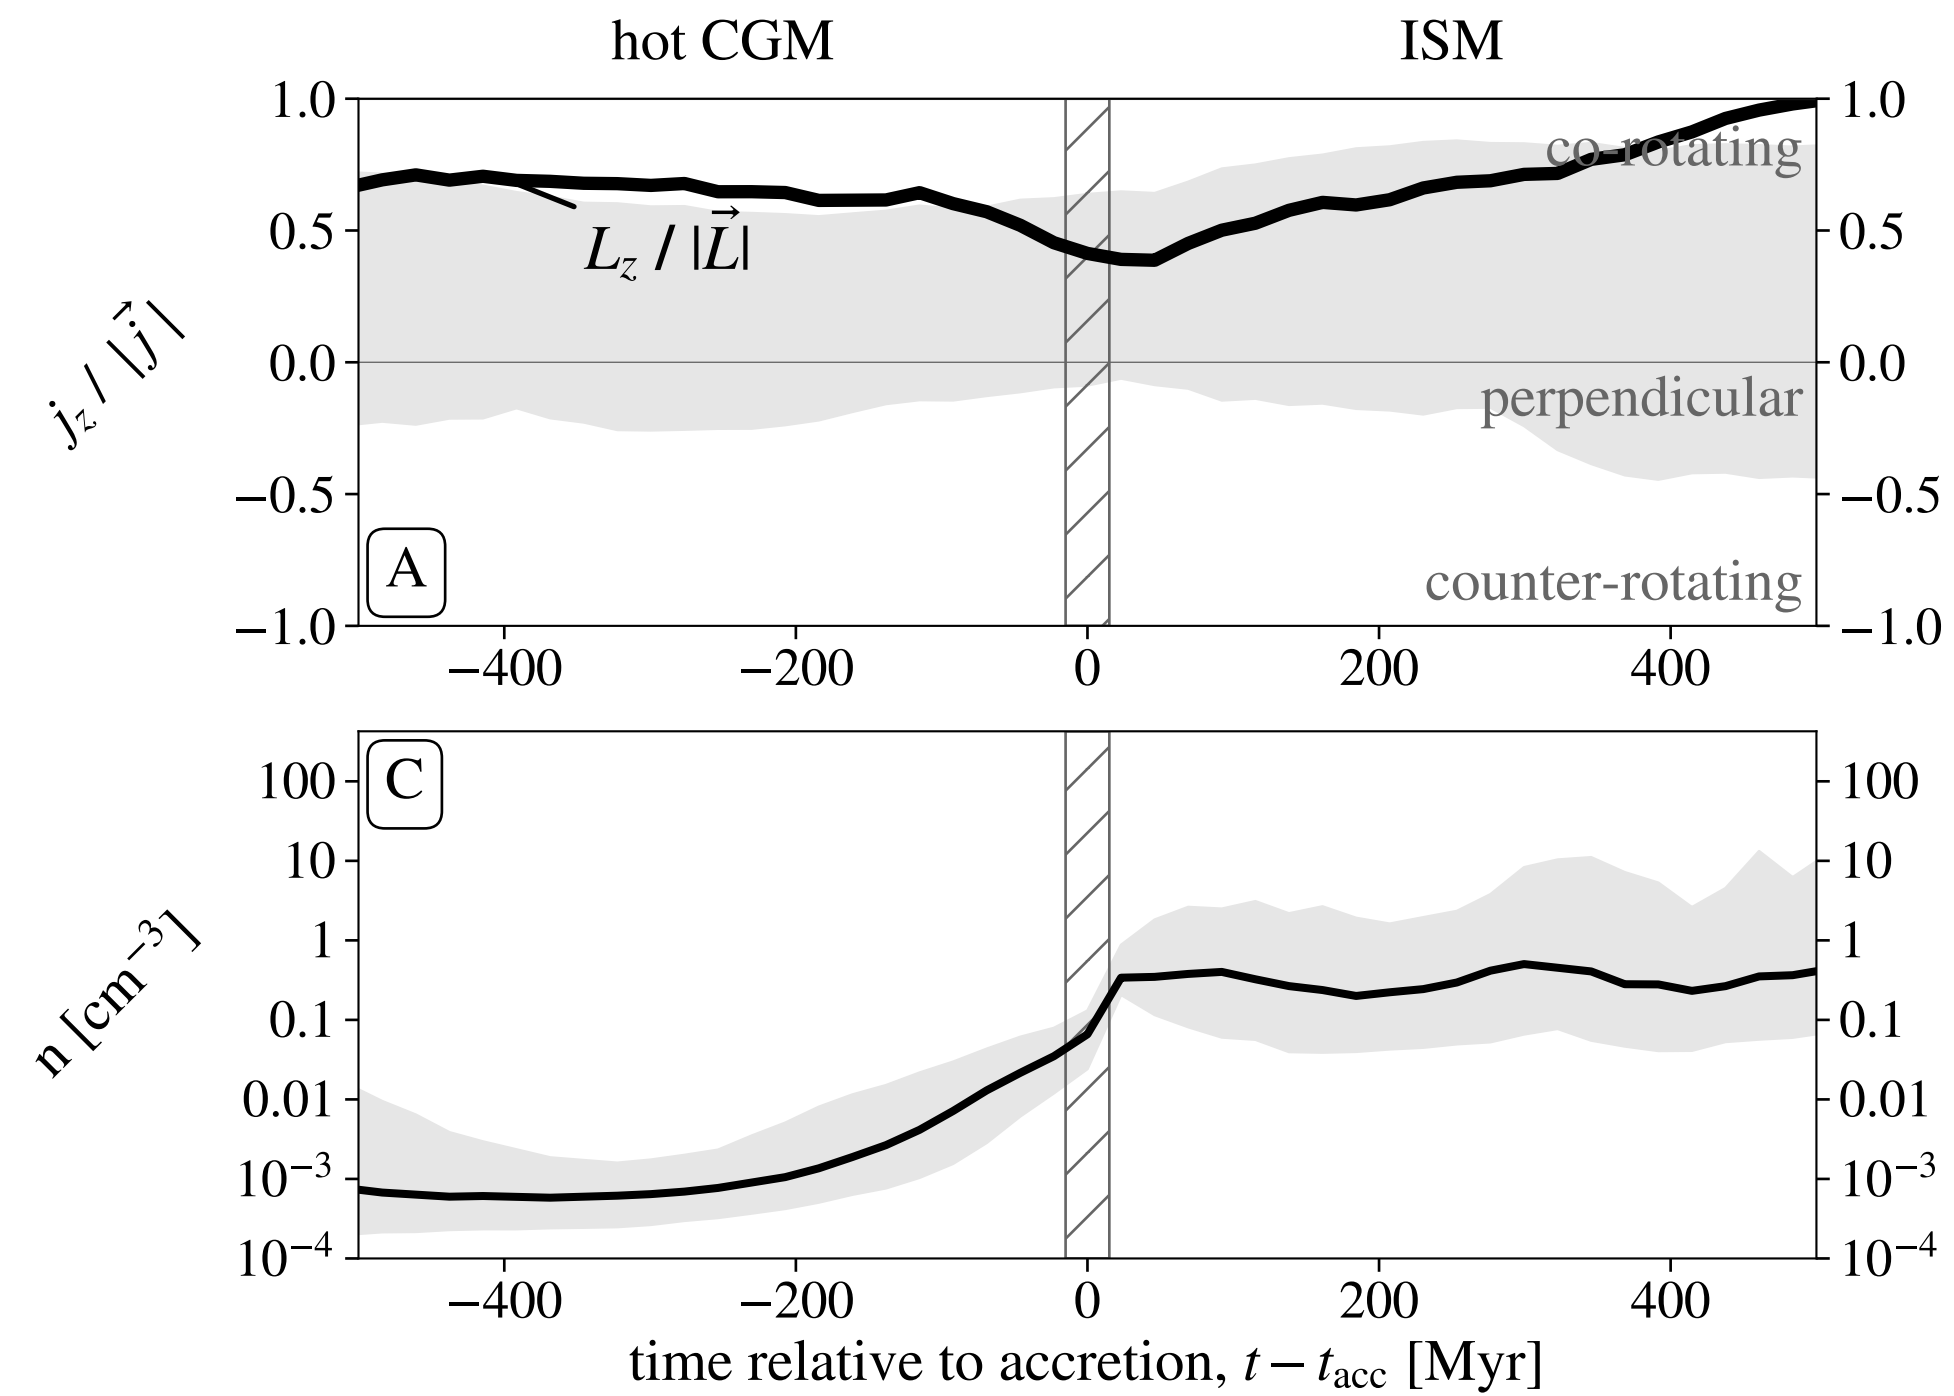 hot CGM ISM
1.0 1.0
co-rotating
0.5 0.5
L_z / |L⃗|
j_z / |j⃗|
0.0 0.0
perpendicular
−0.5 −0.5
A
counter-rotating
−1.0 −1.0
−400 −200 0 200 400
C
100 100
10 10
1 1
n [cm⁻³]
0.1 0.1
0.01 0.01
10⁻³ 10⁻³
10⁻⁴ 10⁻⁴
−400 −200 0 200 400
time relative to accretion, t − t_acc [Myr]